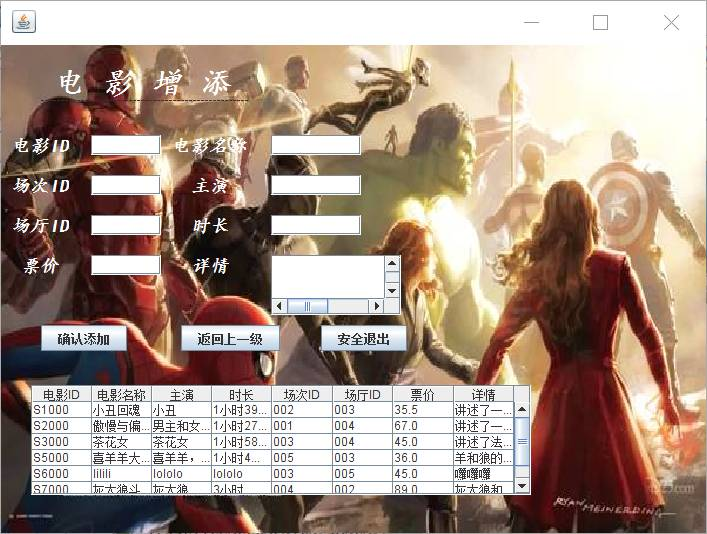 电影增添
电影ID 电影名称
场次ID 主演
场厅ID 时长
票价 详情
确认添加 返回上一级 安全退出
电影ID 电影名称 主演 时长 场次ID 场厅ID 票价 详情
S1000 小丑回魂 小丑 1小时39... 002 003 35.5 讲述了一...
S2000 傲慢与偏... 男主和女... 1小时27... 001 004 67.0 讲述了一...
S3000 茶花女 茶花女 1小时58... 003 004 45.0 讲述了法...
S5000 喜羊羊大... 喜羊羊，... 1小时4... 005 003 36.0 羊和狼的...
S6000 lililili lololo lololo 003 005 45.0 囉囉囉
S7000 灰太狼斗 灰太狼 3小时 004 002 89.0 灰太狼和
RYAN MEINERDING